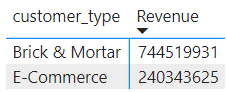 customer_type Revenue
Brick & Mortar 744519931
E-Commerce 240343625